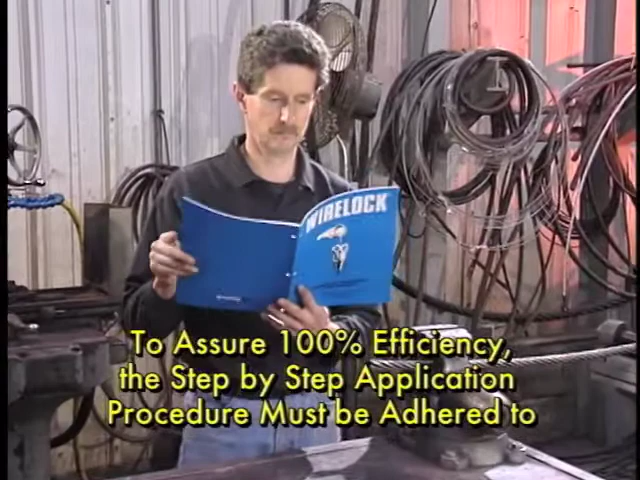 WIRELOCK
To Assure 100% Efficiency,
the Step by Step Application
Procedure Must be Adhered to